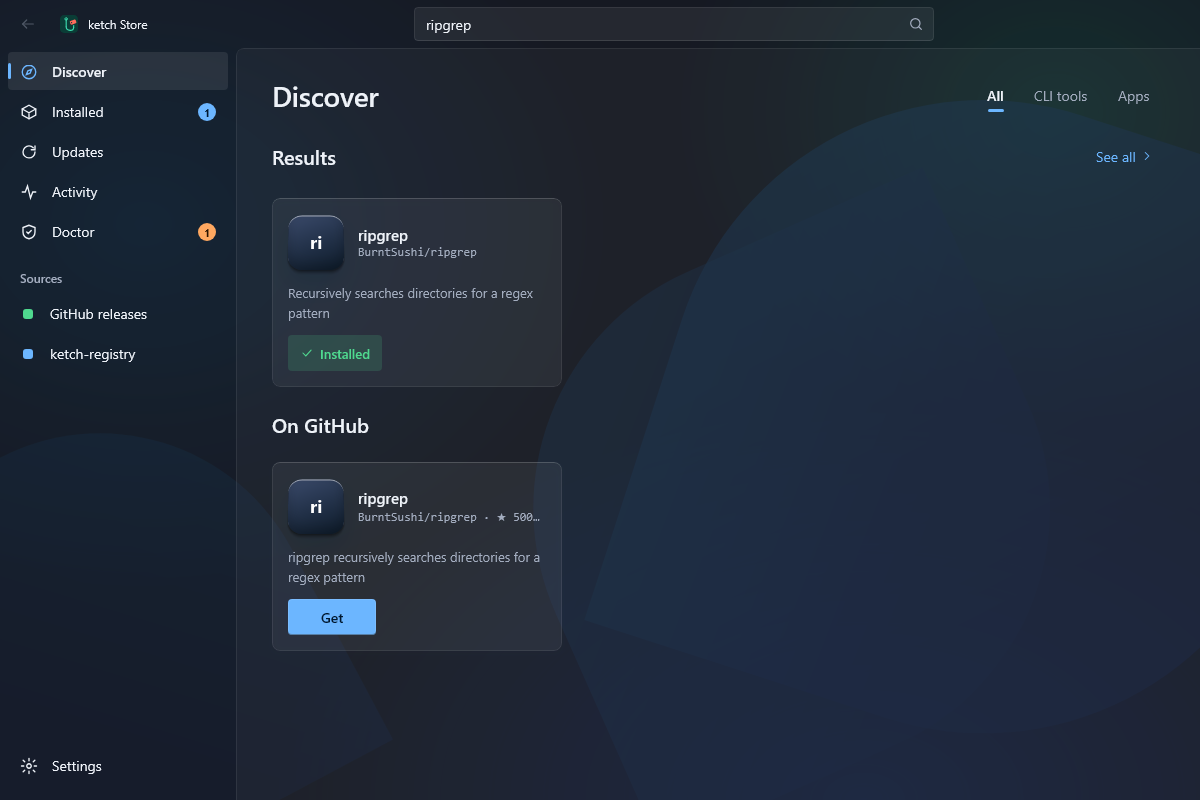 ketch Store
ripgrep
Discover
Installed
1
Updates
Activity
Doctor
1
Sources
GitHub releases
ketch-registry
Settings
Discover
All
CLI tools
Apps
Results
See all
ri
ripgrep
BurntSushi/ripgrep
Recursively searches directories for a regex
pattern
Installed
On GitHub
ri
ripgrep
BurntSushi/ripgrep · ★ 500…
ripgrep recursively searches directories for a
regex pattern
Get